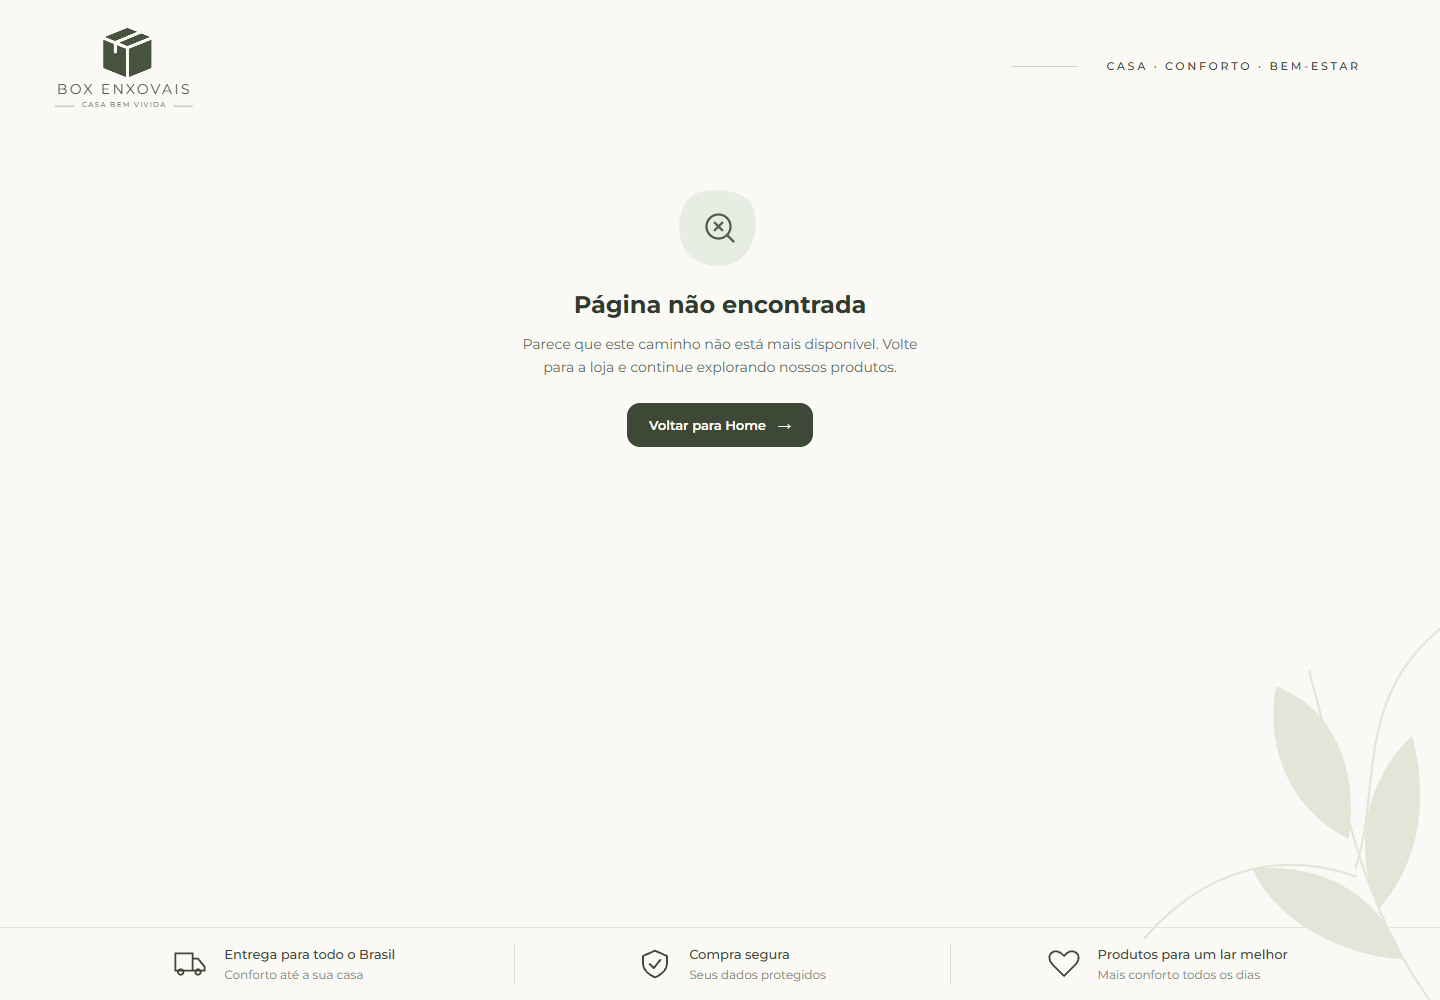 BOX ENXOVAIS
CASA BEM VIVIDA
CASA · CONFORTO · BEM-ESTAR
Página não encontrada
Parece que este caminho não está mais disponível. Volte
para a loja e continue explorando nossos produtos.
Voltar para Home →
Entrega para todo o Brasil
Conforto até a sua casa
Compra segura
Seus dados protegidos
Produtos para um lar melhor
Mais conforto todos os dias